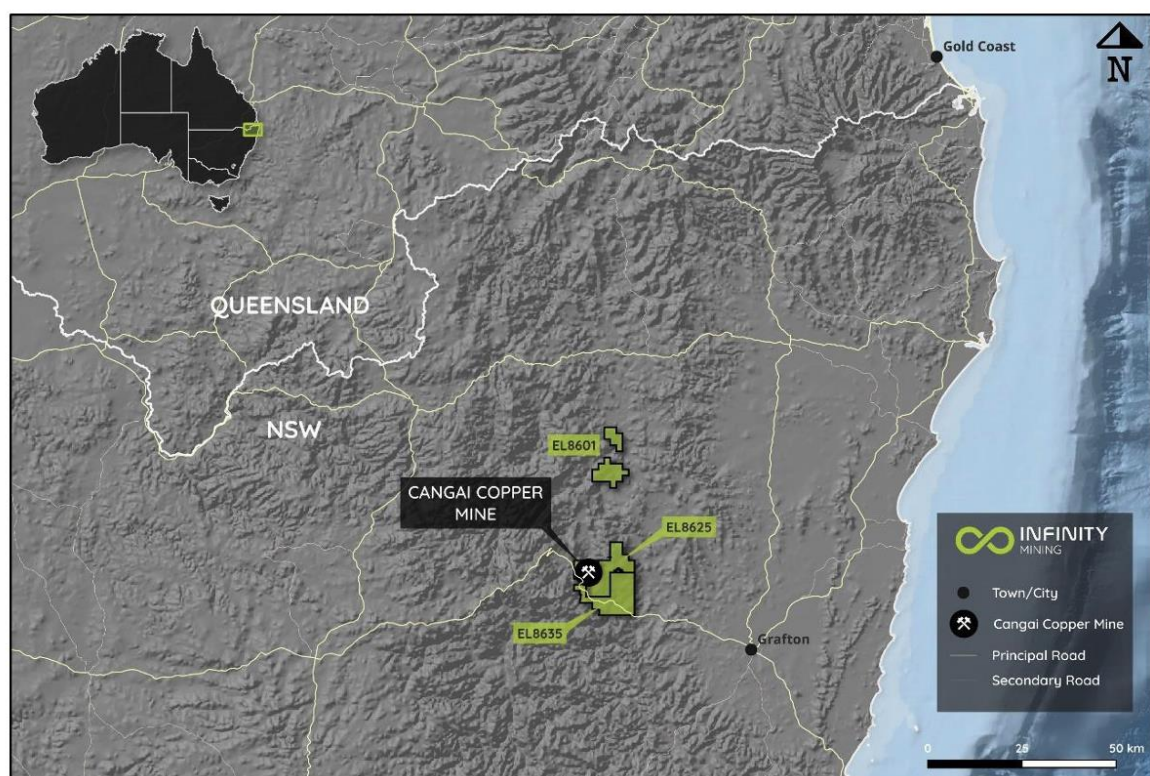 Gold Coast
N
QUEENSLAND
NSW
EL8601
CANGAI COPPER
MINE
EL8625
EL8635
Grafton
INFINITY
MINING
Town/City
Cangai Copper Mine
Principal Road
Secondary Road
0 25 50 km